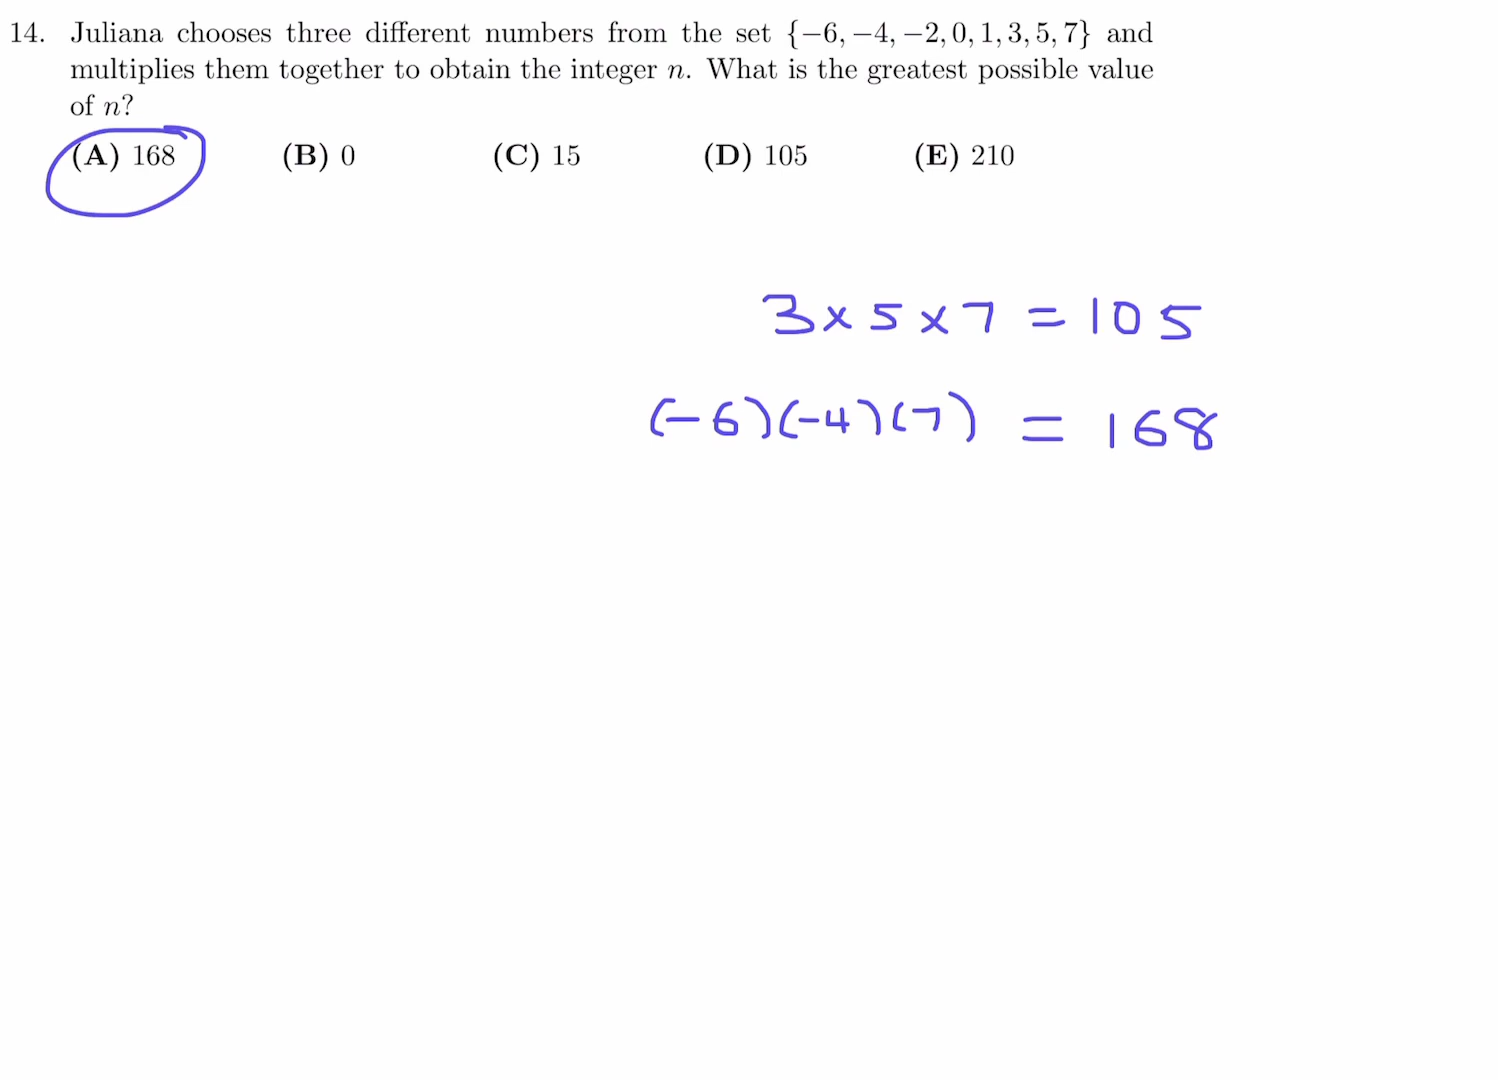 14. Juliana chooses three different numbers from the set {−6, −4, −2, 0, 1, 3, 5, 7} and
multiplies them together to obtain the integer n. What is the greatest possible value
of n?
(A) 168 (B) 0 (C) 15 (D) 105 (E) 210
3 × 5 × 7 = 105
(−6)(−4)(7) = 168